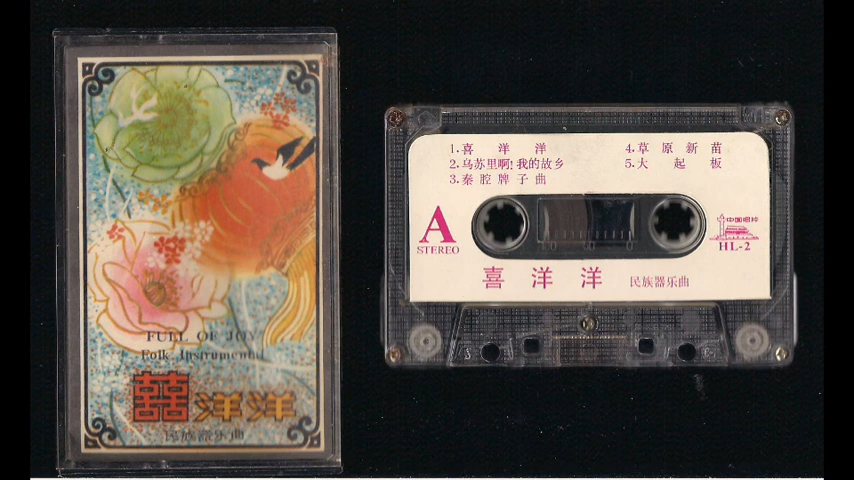 FULL OF JOY
Folk Instrumental
囍洋洋
民族器乐曲
1.喜 洋 洋
2.乌苏里啊!我的故乡
3.秦腔牌子曲
4.草原新苗
5.大起板
A
STEREO
中国唱片
HL-2
喜洋洋 民族器乐曲